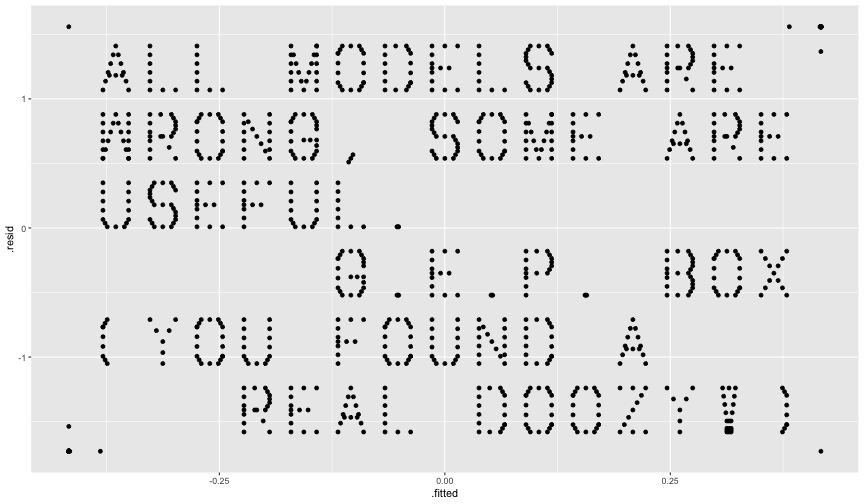 ALL MODELS ARE
WRONG, SOME ARE
USEFUL.
G.E.P. BOX
(YOU FOUND A
REAL DOOZY!)
.resid
1
0
-1
-0.25 0.00 0.25
.fitted